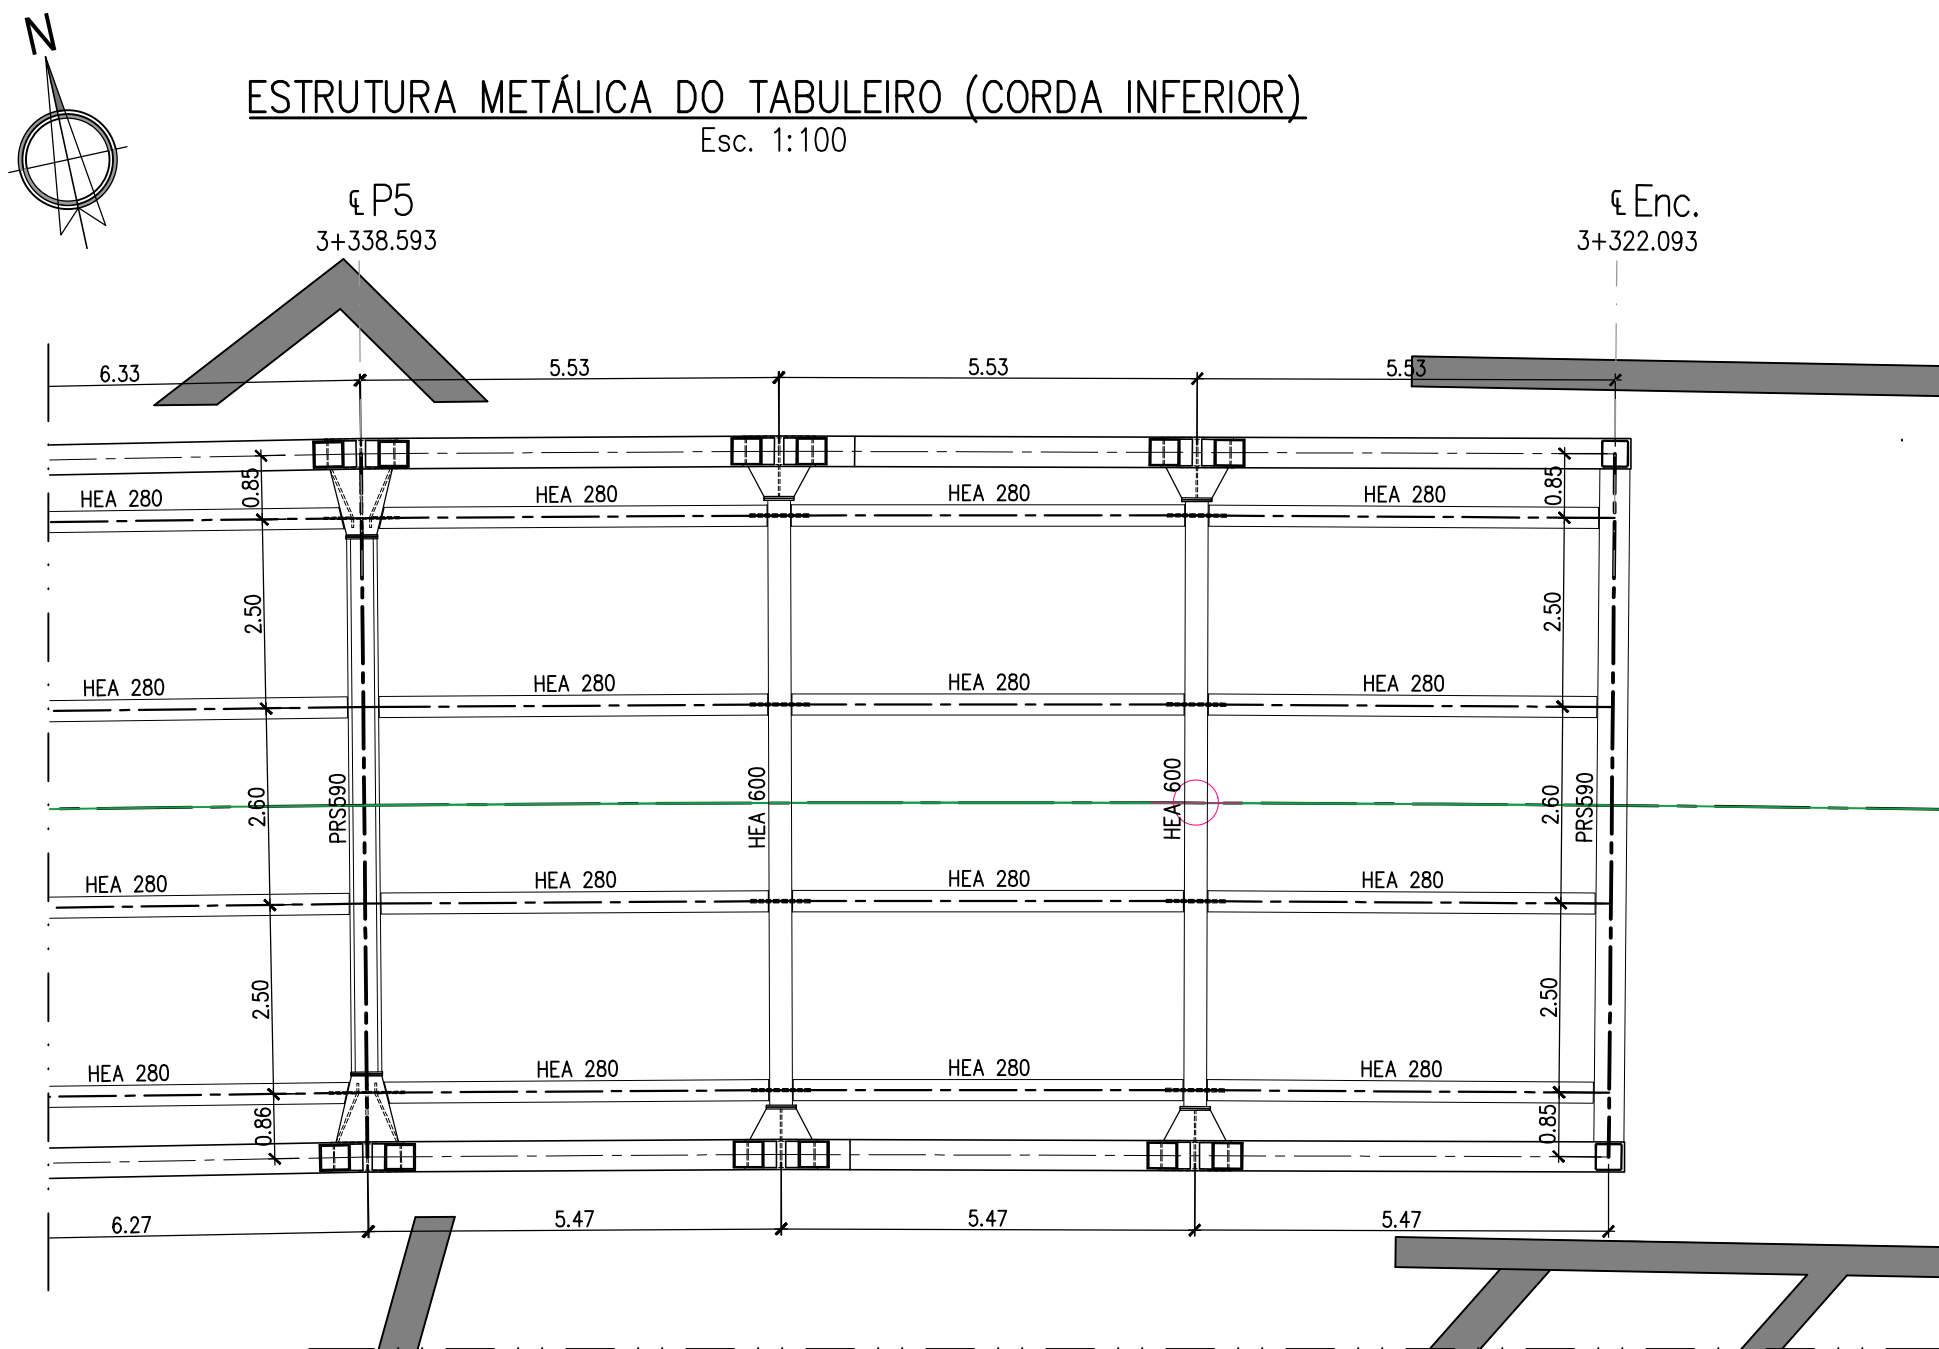 N
ESTRUTURA METÁLICA DO TABULEIRO (CORDA INFERIOR)
Esc. 1:100
℄ P5
3+338.593
℄ Enc.
3+322.093
6.33 5.53 5.53 5.53
0.85 0.85
HEA 280 HEA 280 HEA 280 HEA 280
2.50 2.50
HEA 280 HEA 280 HEA 280 HEA 280
2.60 PRS590 HEA 600 HEA 600 2.60 PRS590
HEA 280 HEA 280 HEA 280 HEA 280
2.50 2.50
HEA 280 HEA 280 HEA 280 HEA 280
0.86 0.85
6.27 5.47 5.47 5.47